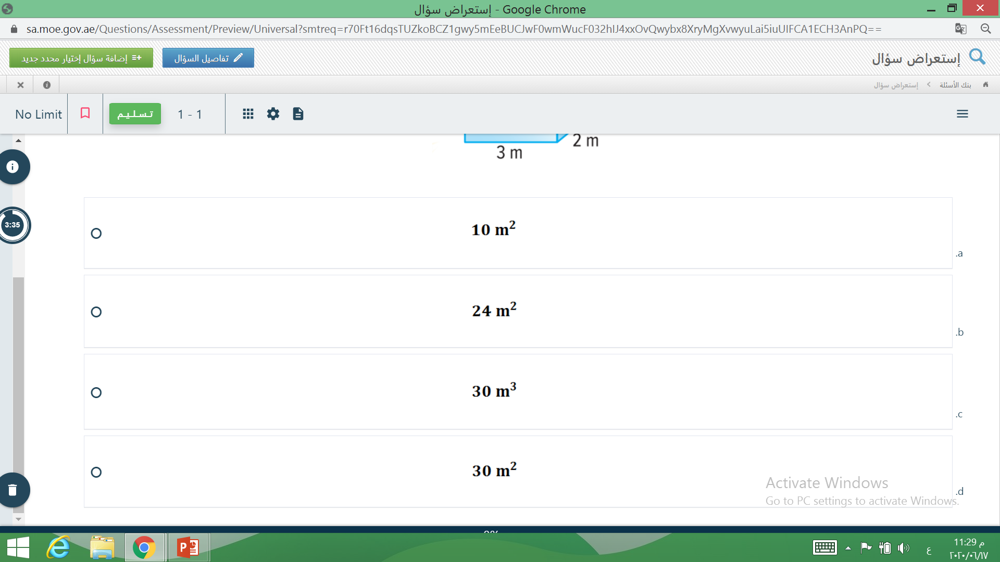 إستعراض سؤال - Google Chrome
sa.moe.gov.ae/Questions/Assessment/Preview/Universal?smtreq=r70Ft16dqsTUZkoBCZ1gwy5mEeBUCJwF0wmWucF032hIJ4xxOvQwybx8XryMgXvwyuLai5iuUIFCA1ECH3AnPQ==
إستعراض سؤال
تفاصيل السؤال
إضافة سؤال إختيار محدد جديد
بنك الأسئلة > إستعراض سؤال
No Limit
تسليم
1 - 1
2 m
3 m
3:35
10 m²
.a
24 m²
.b
30 m³
.c
30 m²
.d
Activate Windows
Go to PC settings to activate Windows.
11:29 م
ع
٢٠٢٠/٠٦/١٧